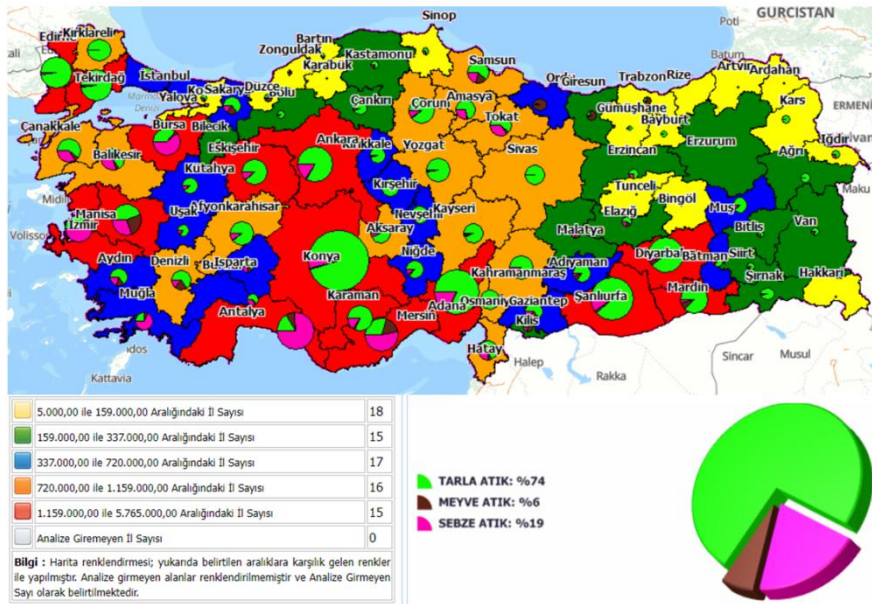 Sinop
GURCISTAN
Poti
Bartın
Zonguldak
Kastamonu
Batum
Kırklareli
Edirne
Karabük
Samsun
Artvin
Ardahan
Tekirdağ
İstanbul
Düzce
Sakarya
Bolu
Giresun
Trabzon
Rize
Yalova
Çankırı
Çorum
Amasya
Gümüşhane
Kars
ERMENİ
Çanakkale
Bursa
Bilecik
Tokat
Bayburt
Balıkesir
Eskişehir
Ankara
Kırıkkale
Yozgat
Sivas
Erzincan
Erzurum
Iğdır
Ağrı
Kütahya
Kırşehir
Tunceli
Maku
Manisa
Uşak
Afyonkarahisar
Nevşehir
Kayseri
Elazığ
Bingöl
Muş
Van
Volissos
İzmir
Aksaray
Malatya
Bitlis
Aydın
Denizli
Isparta
Konya
Niğde
Kahramanmaraş
Adıyaman
Batman
Siirt
Şırnak
Hakkari
Muğla
Karaman
Adana
Osmaniye
Gaziantep
Şanlıurfa
Mardin
Antalya
Mersin
Kilis
Hatay
Halep
Rakka
Sincar
Musul
Kattavia
5.000,00 ile 159.000,00 Aralığındaki İl Sayısı 18
159.000,00 ile 337.000,00 Aralığındaki İl Sayısı 15
337.000,00 ile 720.000,00 Aralığındaki İl Sayısı 17
720.000,00 ile 1.159.000,00 Aralığındaki İl Sayısı 16
1.159.000,00 ile 5.765.000,00 Aralığındaki İl Sayısı 15
Analize Giremeyen İl Sayısı 0
Bilgi : Harita renklendirmesi; yukarıda belirtilen aralıklara karşılık gelen renkler
ile yapılmıştır. Analize girmeyen alanlar renklendirilmemiştir ve Analize Girmeyen
Sayı olarak belirtilmektedir.
TARLA ATIK: %74
MEYVE ATIK: %6
SEBZE ATIK: %19